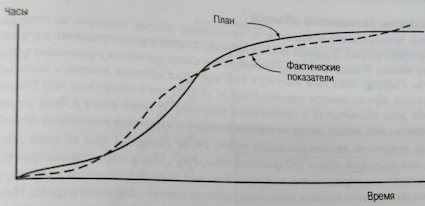 Часы
План
Фактические
показатели
Время